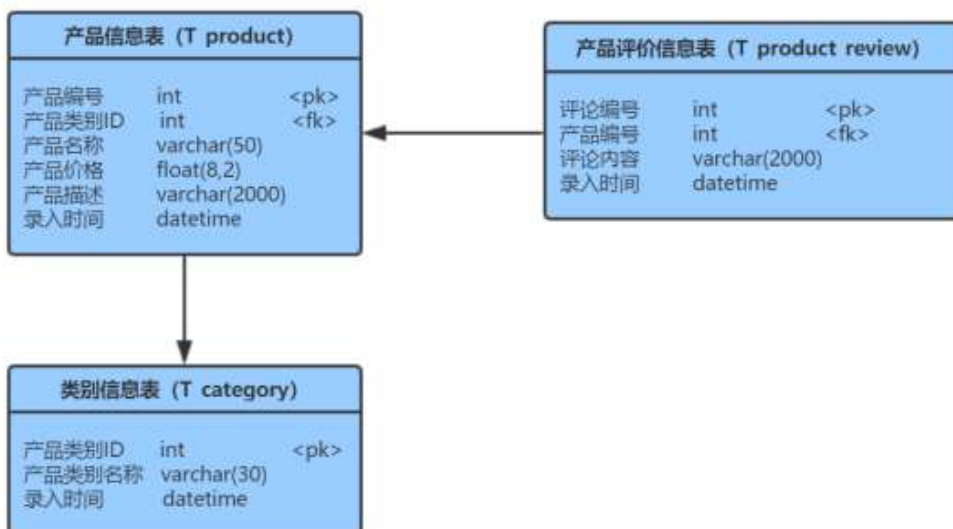 产品信息表（T product）
产品编号 int <pk>
产品类别ID int <fk>
产品名称 varchar(50)
产品价格 float(8,2)
产品描述 varchar(2000)
录入时间 datetime
产品评价信息表（T product review）
评论编号 int <pk>
产品编号 int <fk>
评论内容 varchar(2000)
录入时间 datetime
类别信息表（T category）
产品类别ID int <pk>
产品类别名称 varchar(30)
录入时间 datetime